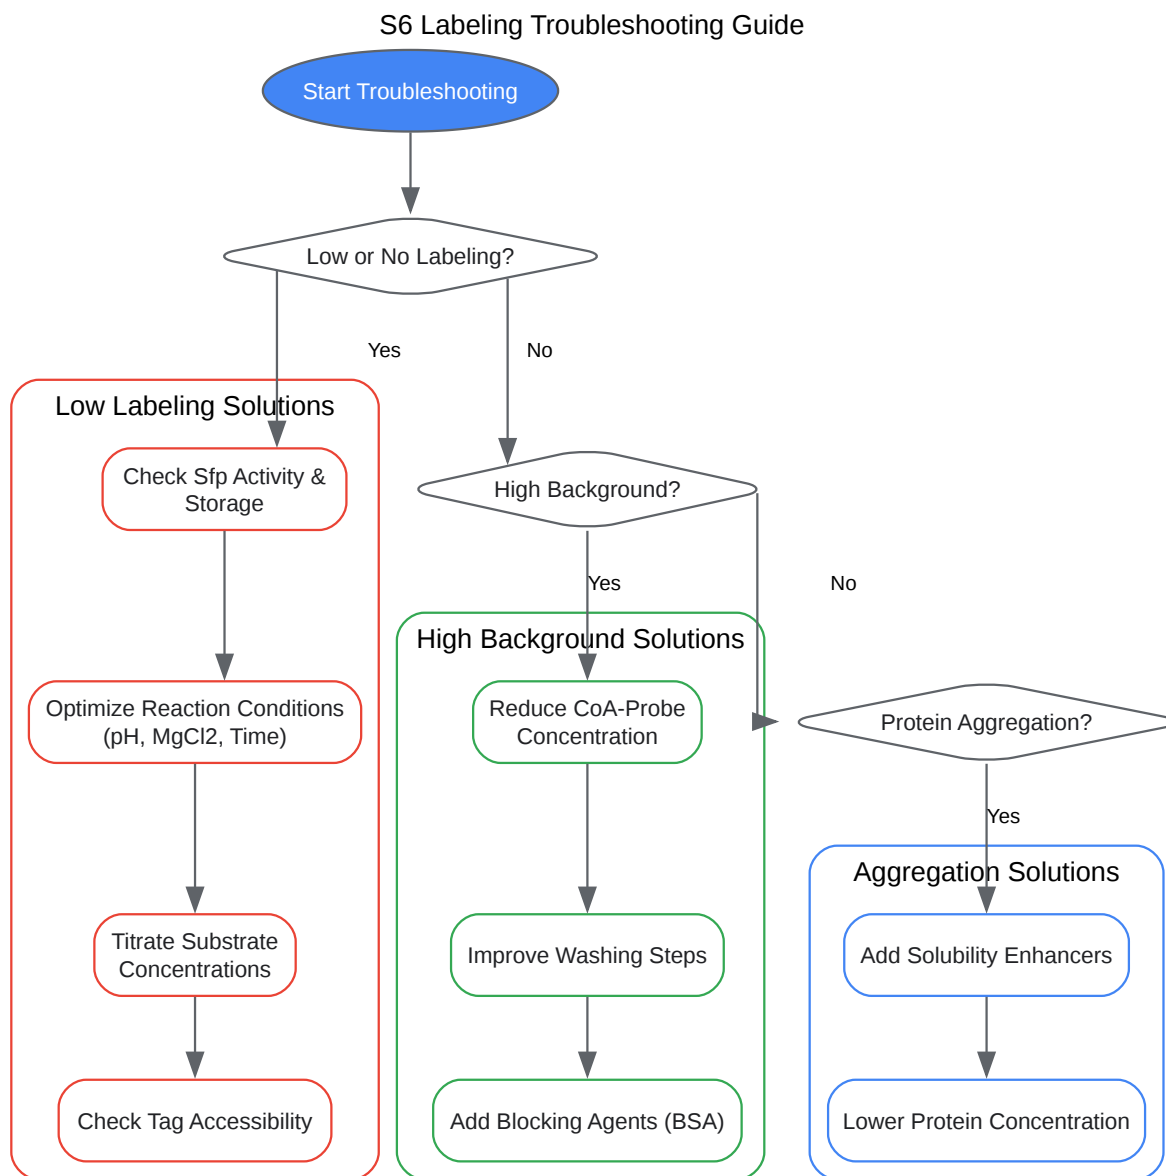 S6 Labeling Troubleshooting Guide
Start Troubleshooting
Low or No Labeling?
Yes
No
Low Labeling Solutions
Check Sfp Activity &
Storage
High Background?
Yes
No
Optimize Reaction Conditions
(pH, MgCl2, Time)
High Background Solutions
Reduce CoA-Probe
Concentration
Protein Aggregation?
Yes
Aggregation Solutions
Titrate Substrate
Concentrations
Improve Washing Steps
Add Solubility Enhancers
Check Tag Accessibility
Add Blocking Agents (BSA)
Lower Protein Concentration